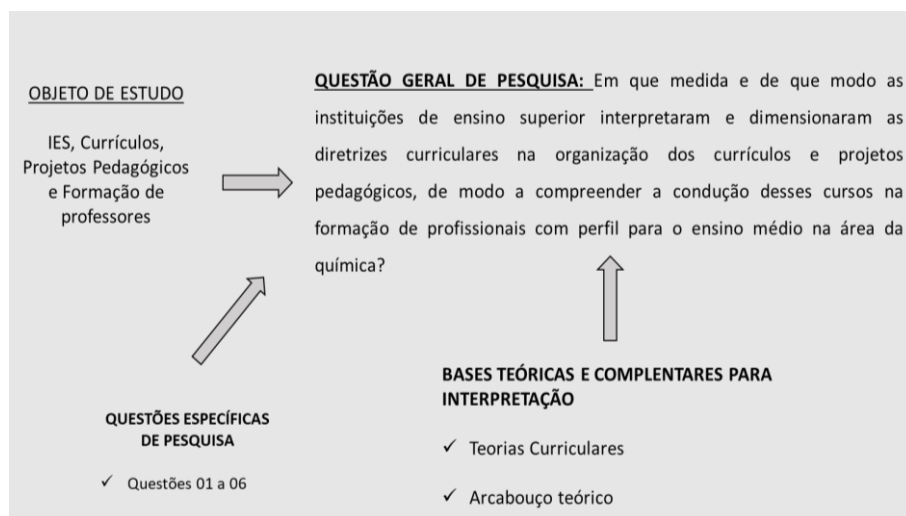 OBJETO DE ESTUDO
IES, Currículos,
Projetos Pedagógicos
e Formação de
professores
QUESTÃO GERAL DE PESQUISA: Em que medida e de que modo as
instituições de ensino superior interpretaram e dimensionaram as
diretrizes curriculares na organização dos currículos e projetos
pedagógicos, de modo a compreender a condução desses cursos na
formação de profissionais com perfil para o ensino médio na área da
química?
QUESTÕES ESPECÍFICAS
DE PESQUISA
✓ Questões 01 a 06
BASES TEÓRICAS E COMPLENTARES PARA
INTERPRETAÇÃO
✓ Teorias Curriculares
✓ Arcabouço teórico